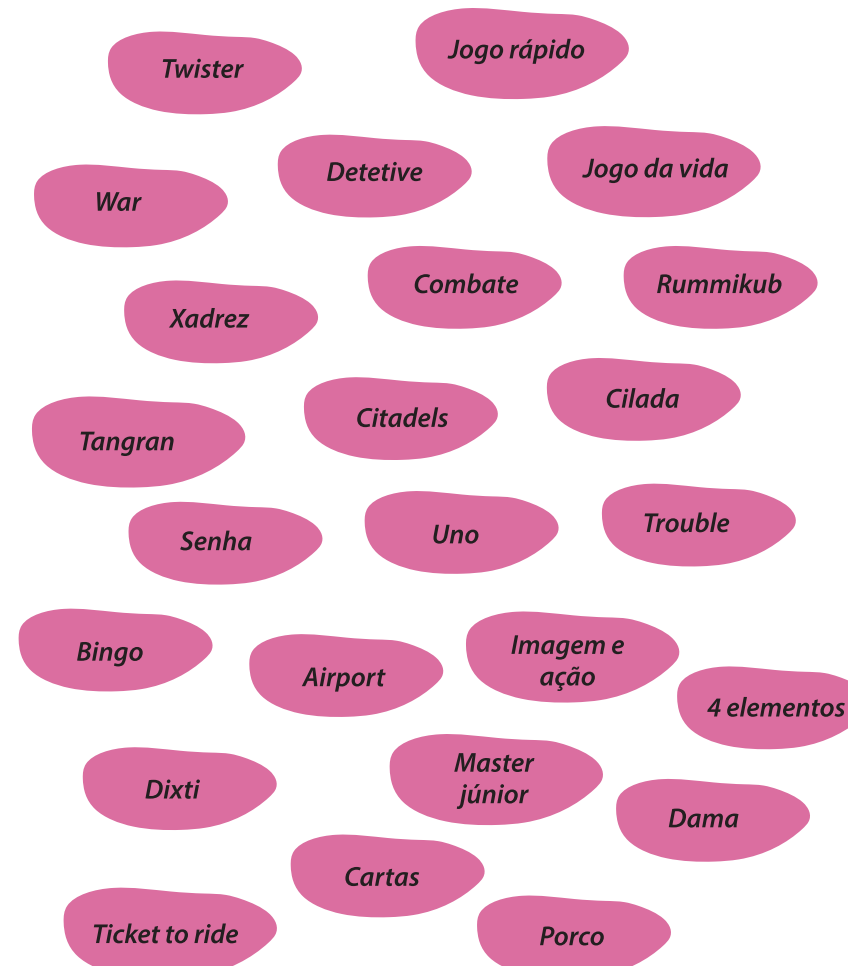 Twister
Jogo rápido
Detetive
Jogo da vida
War
Combate
Rummikub
Xadrez
Citadels
Cilada
Tangran
Senha
Uno
Trouble
Bingo
Airport
Imagem e
ação
4 elementos
Dixti
Master
júnior
Dama
Cartas
Ticket to ride
Porco